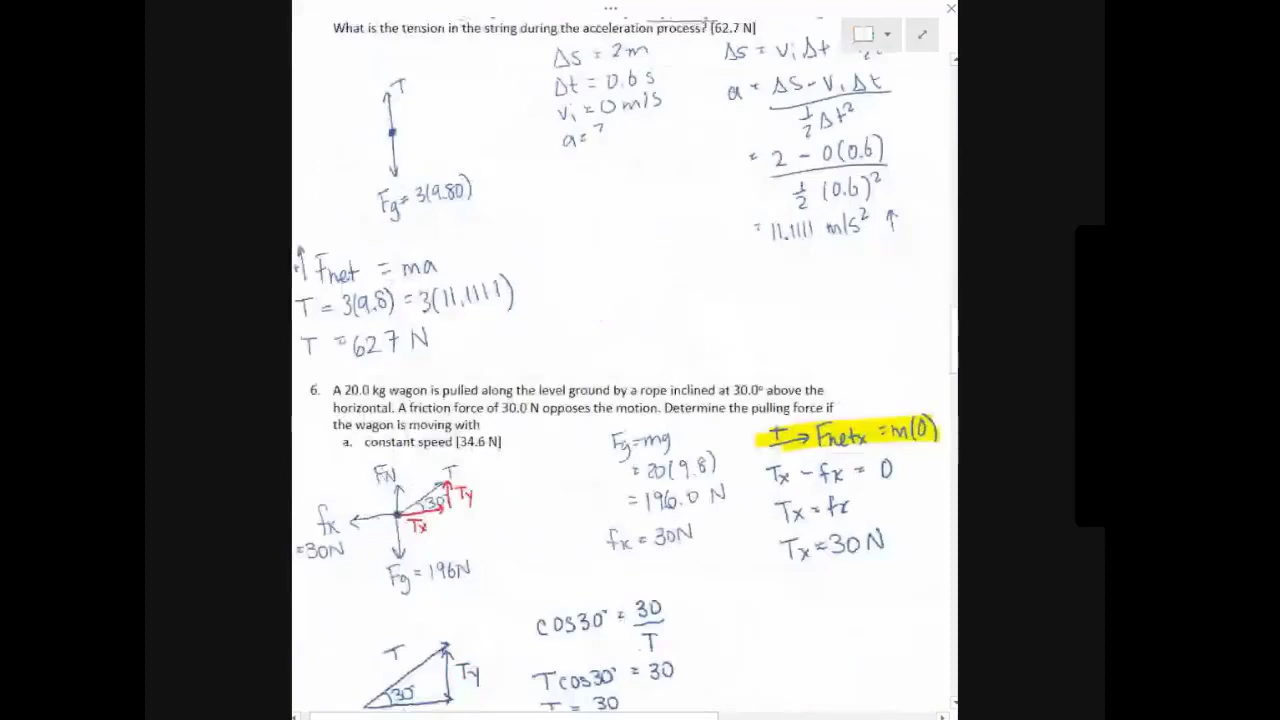 What is the tension in the string during the acceleration process? [62.7 N]
T
Fg = 3(9.80)
Δs = 2m
Δt = 0.6 s
Vi = 0 m/s
a = ?
Δs = Vi Δt
a = Δs - Vi Δt
½ Δt²
= 2 - 0(0.6)
½ (0.6)²
= 11.1111 m/s² ↑
↑ Fnet = ma
T = 3(9.8) = 3(11.1111)
T = 62.7 N
6. A 20.0 kg wagon is pulled along the level ground by a rope inclined at 30.0° above the
horizontal. A friction force of 30.0 N opposes the motion. Determine the pulling force if
the wagon is moving with
a. constant speed [34.6 N]
FN
T
30°
Ty
Tx
fk
=30N
Fg = 196N
Fg = mg
= 20(9.8)
= 196.0 N
fk = 30N
+→ Fnetx = m(0)
Tx - fk = 0
Tx = fk
Tx = 30 N
T
Ty
30°
cos30° = 30
T
Tcos30° = 30
T = 30